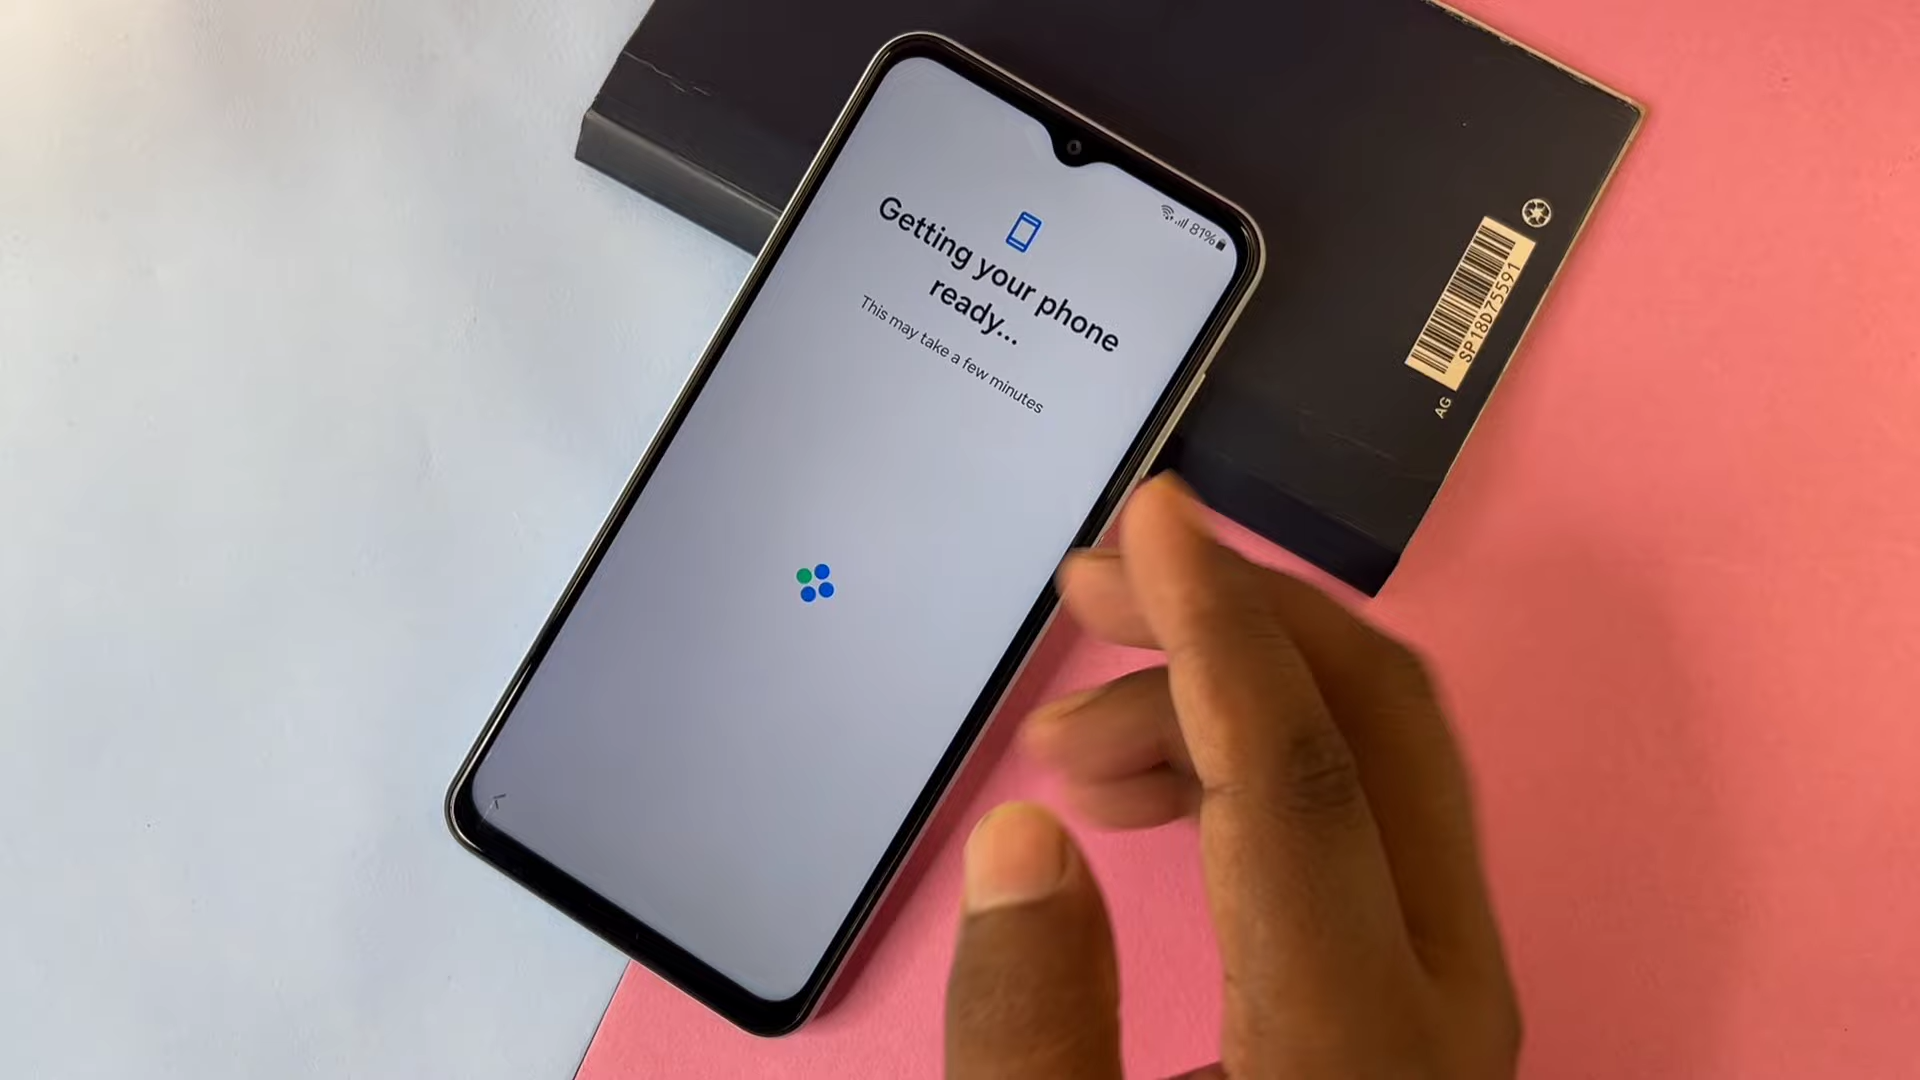 81%
Getting your phone
ready...
This may take a few minutes
SP18D75591
AG